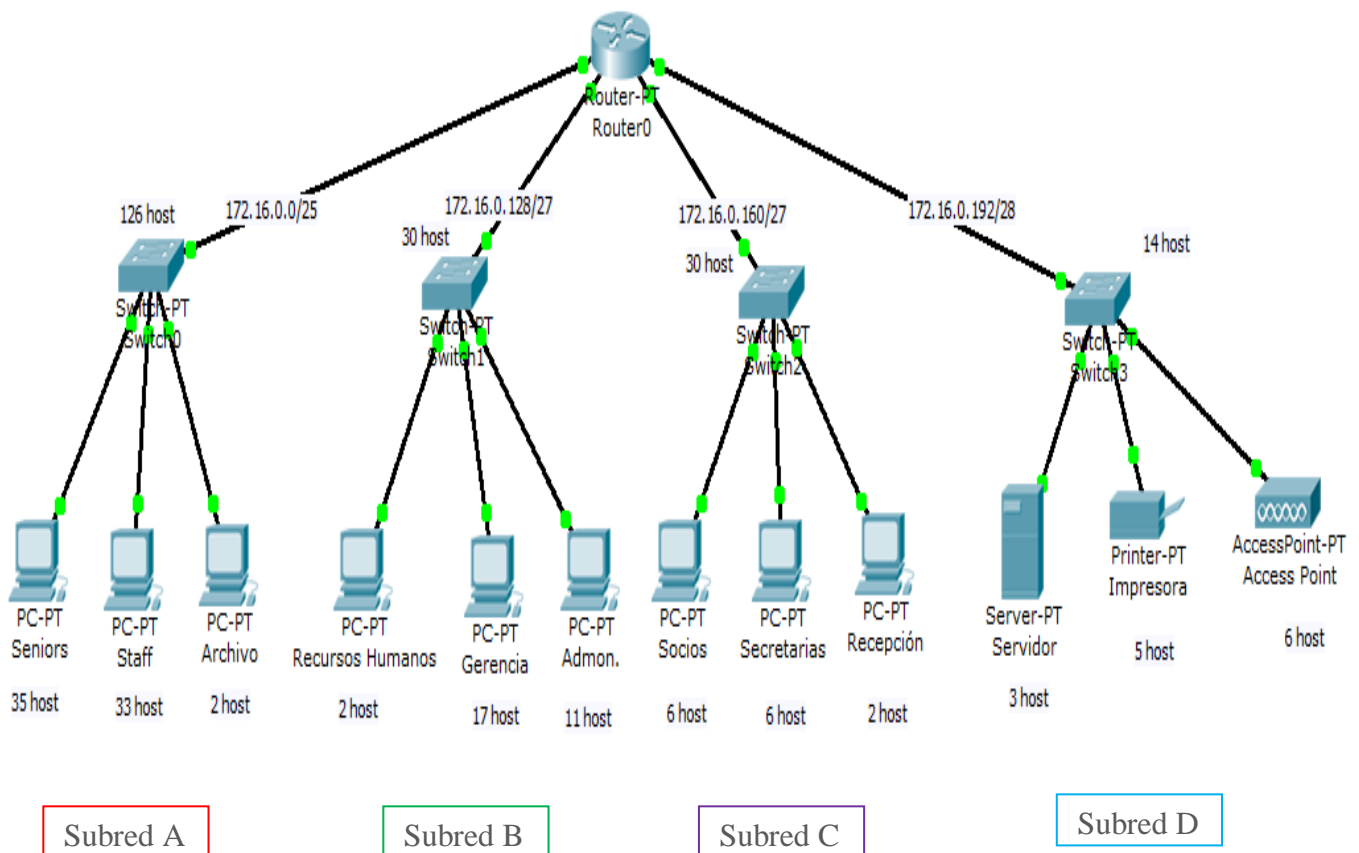 Router-PT
Router0
172.16.0.0/25
172.16.0.128/27
172.16.0.160/27
172.16.0.192/28
126 host
30 host
30 host
14 host
Switch-PT
Switch0
Switch-PT
Switch1
Switch-PT
Switch2
Switch-PT
Switch3
PC-PT
Seniors
35 host
PC-PT
Staff
33 host
PC-PT
Archivo
2 host
PC-PT
Recursos Humanos
2 host
PC-PT
Gerencia
17 host
PC-PT
Admon.
11 host
PC-PT
Socios
6 host
PC-PT
Secretarias
6 host
PC-PT
Recepción
2 host
Server-PT
Servidor
3 host
Printer-PT
Impresora
5 host
AccessPoint-PT
Access Point
6 host
Subred A
Subred B
Subred C
Subred D